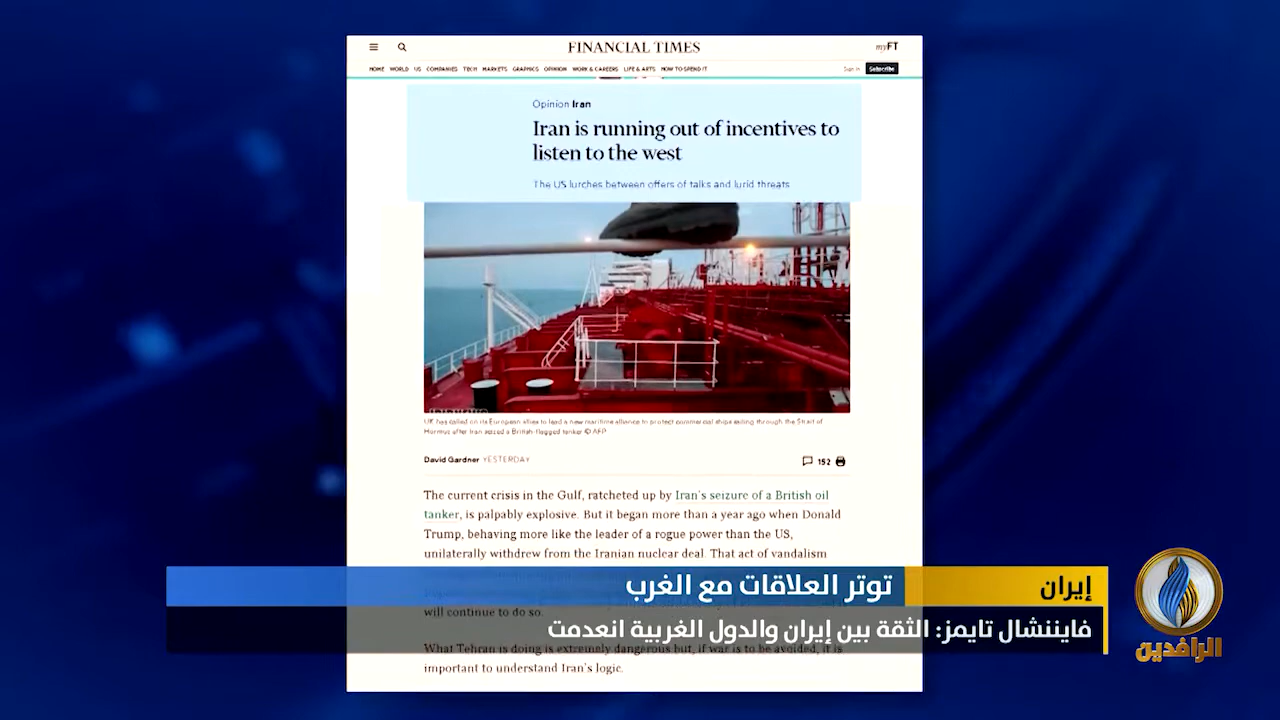 FINANCIAL TIMES
myFT
HOME WORLD US COMPANIES TECH MARKETS GRAPHICS OPINION WORK & CAREERS LIFE & ARTS HOW TO SPEND IT
Sign In Subscribe
Opinion Iran
Iran is running out of incentives to
listen to the west
The US lurches between offers of talks and lurid threats
UK has called on its European allies to lead a new maritime alliance to protect commercial ships exiting through the Strait of
Hormuz after Iran seized a British-flagged tanker © AFP
David Gardner YESTERDAY
152
The current crisis in the Gulf, ratcheted up by Iran's seizure of a British oil
tanker, is palpably explosive. But it began more than a year ago when Donald
Trump, behaving more like the leader of a rogue power than the US,
unilaterally withdrew from the Iranian nuclear deal. That act of vandalism
إيران
توتر العلاقات مع الغرب
will continue to do so.
فايننشال تايمز: الثقة بين إيران والدول الغربية انعدمت
What Tehran is doing is extremely dangerous but, if war is to be avoided, it is
important to understand Iran's logic.
الرافدين